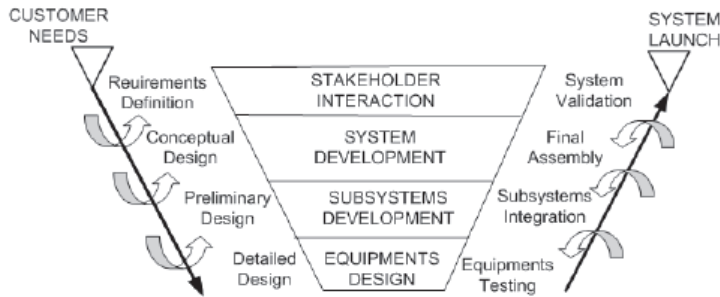 CUSTOMER
NEEDS
SYSTEM
LAUNCH
Reuirements
Definition
STAKEHOLDER
INTERACTION
System
Validation
Conceptual
Design
SYSTEM
DEVELOPMENT
Final
Assembly
Preliminary
Design
SUBSYSTEMS
DEVELOPMENT
Subsystems
Integration
Detailed
Design
EQUIPMENTS
DESIGN
Equipments
Testing